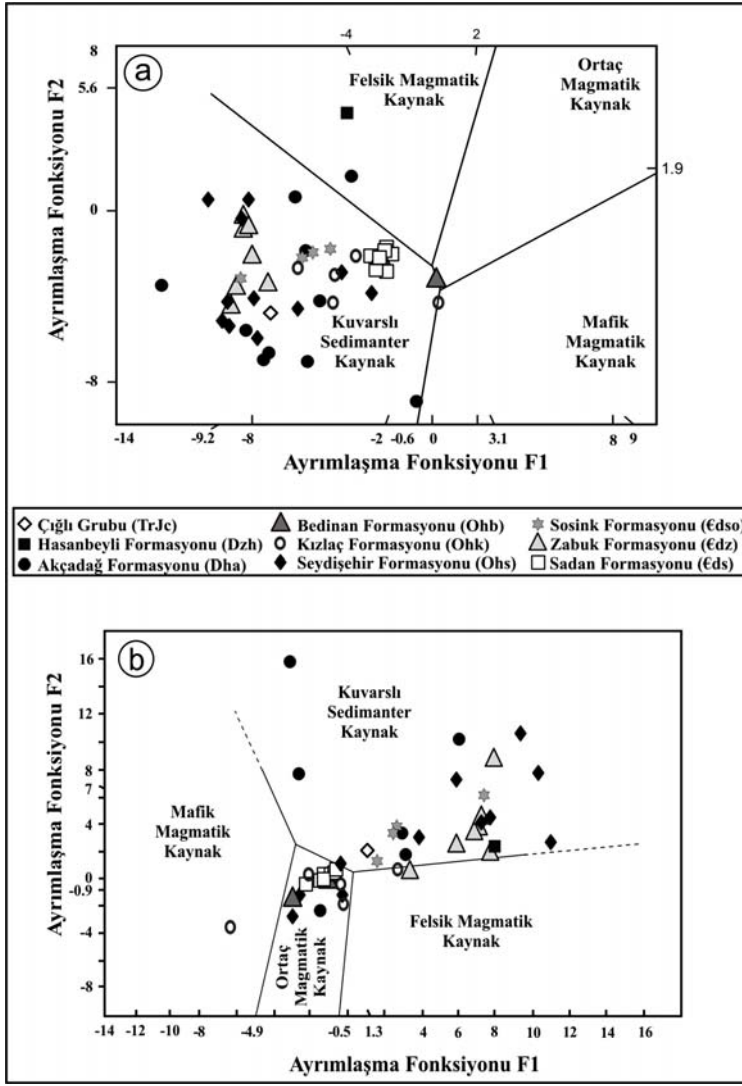 a
-4 2
8
5.6
0
-8
Ayrımlaşma Fonksiyonu F2
Felsik Magmatik
Kaynak
Ortaç
Magmatik
Kaynak
1.9
Kuvarslı
Sedimanter
Kaynak
Mafik
Magmatik
Kaynak
-14 -9.2 -8 -2 -0.6 0 3.1 8 9
Ayrımlaşma Fonksiyonu F1
Çığlı Grubu (TrJc)
Hasanbeyli Formasyonu (Dzh)
Akçadağ Formasyonu (Dha)
Bedinan Formasyonu (Ohb)
Kızlaç Formasyonu (Ohk)
Seydişehir Formasyonu (Ohs)
Sosink Formasyonu (€dso)
Zabuk Formasyonu (€dz)
Sadan Formasyonu (€ds)
b
16
12
8
7
4
0
-0.9
-4
-8
Ayrımlaşma Fonksiyonu F2
Kuvarslı
Sedimanter
Kaynak
Mafik
Magmatik
Kaynak
Felsik Magmatik
Kaynak
Ortaç
Magmatik
Kaynak
-14 -12 -10 -8 -4.9 -0.5 1.3 4 6 8 10 12 16
Ayrımlaşma Fonksiyonu F1